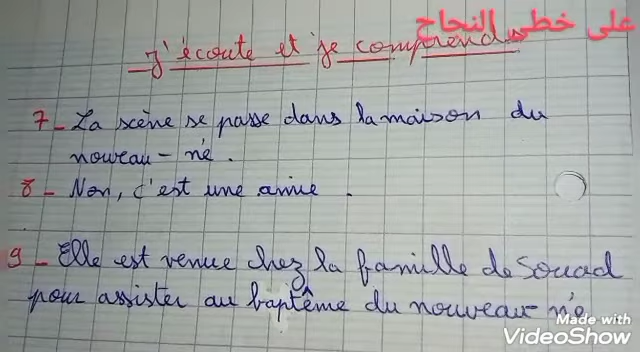 على خطى النجاح
J'écoute et je comprends
7 - La scène se passe dans la maison du
nouveau-né.
8 - Non, c'est une amie.
9 - Elle est venue chez la famille de Souad
pour assister au baptême du nouveau-né
Made with
VideoShow